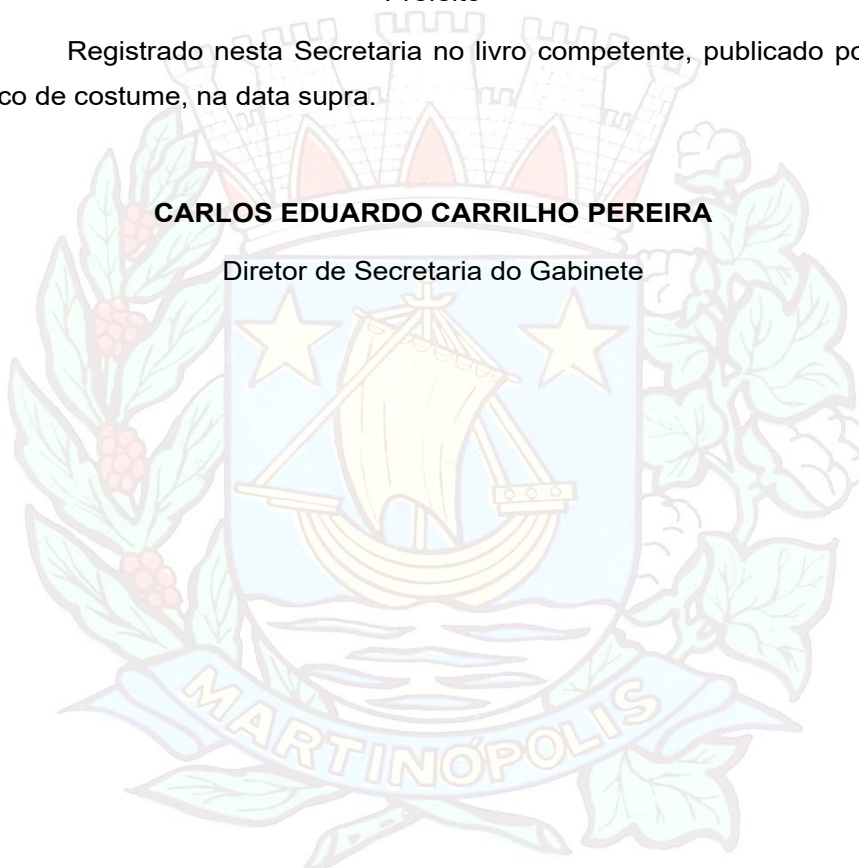 Registrado nesta Secretaria no livro competente, publicado po
co de costume, na data supra.
CARLOS EDUARDO CARRILHO PEREIRA
Diretor de Secretaria do Gabinete
MARTINÓPOLIS